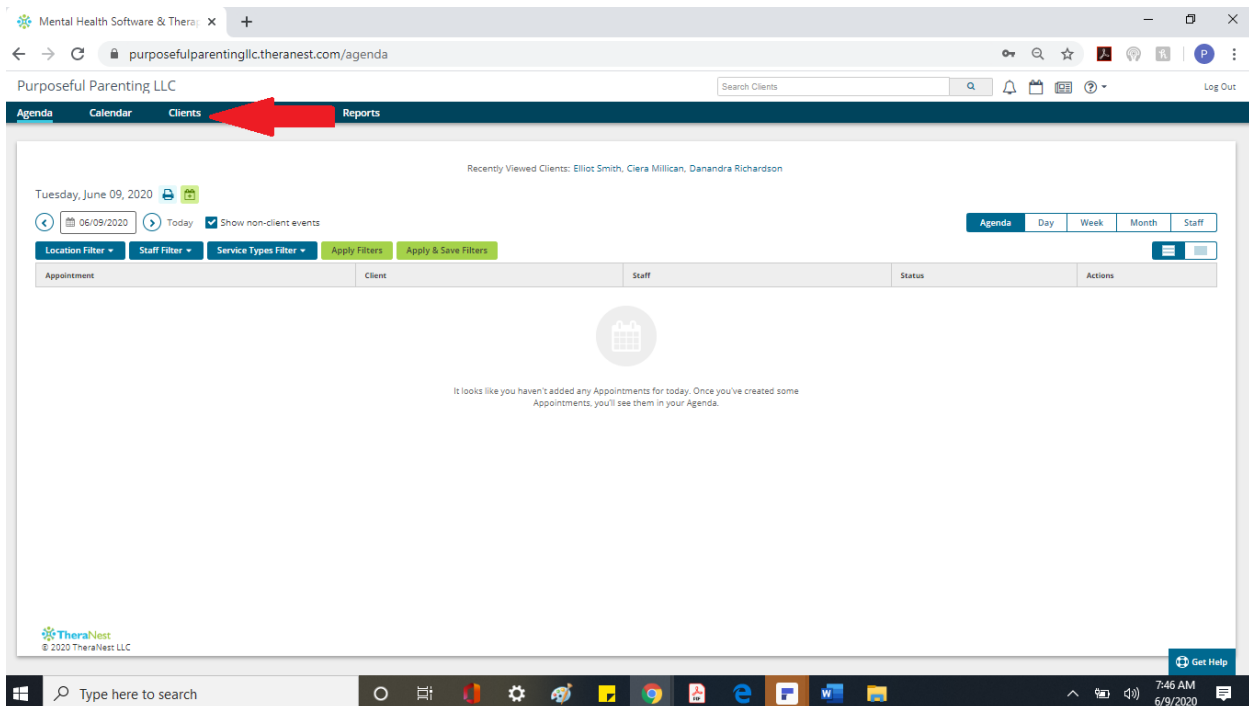 Mental Health Software & Therap
purposefulparentingllc.theranest.com/agenda
P
Purposeful Parenting LLC
Search Clients
Log Out
Agenda Calendar Clients Reports
Recently Viewed Clients: Elliot Smith, Ciera Millican, Danandra Richardson
Tuesday, June 09, 2020
06/09/2020 Today Show non-client events
Agenda Day Week Month Staff
Location Filter Staff Filter Service Types Filter Apply Filters Apply & Save Filters
Appointment Client Staff Status Actions
It looks like you haven't added any Appointments for today. Once you've created some
Appointments, you'll see them in your Agenda.
TheraNest
© 2020 TheraNest LLC
Get Help
Type here to search
7:46 AM
6/9/2020